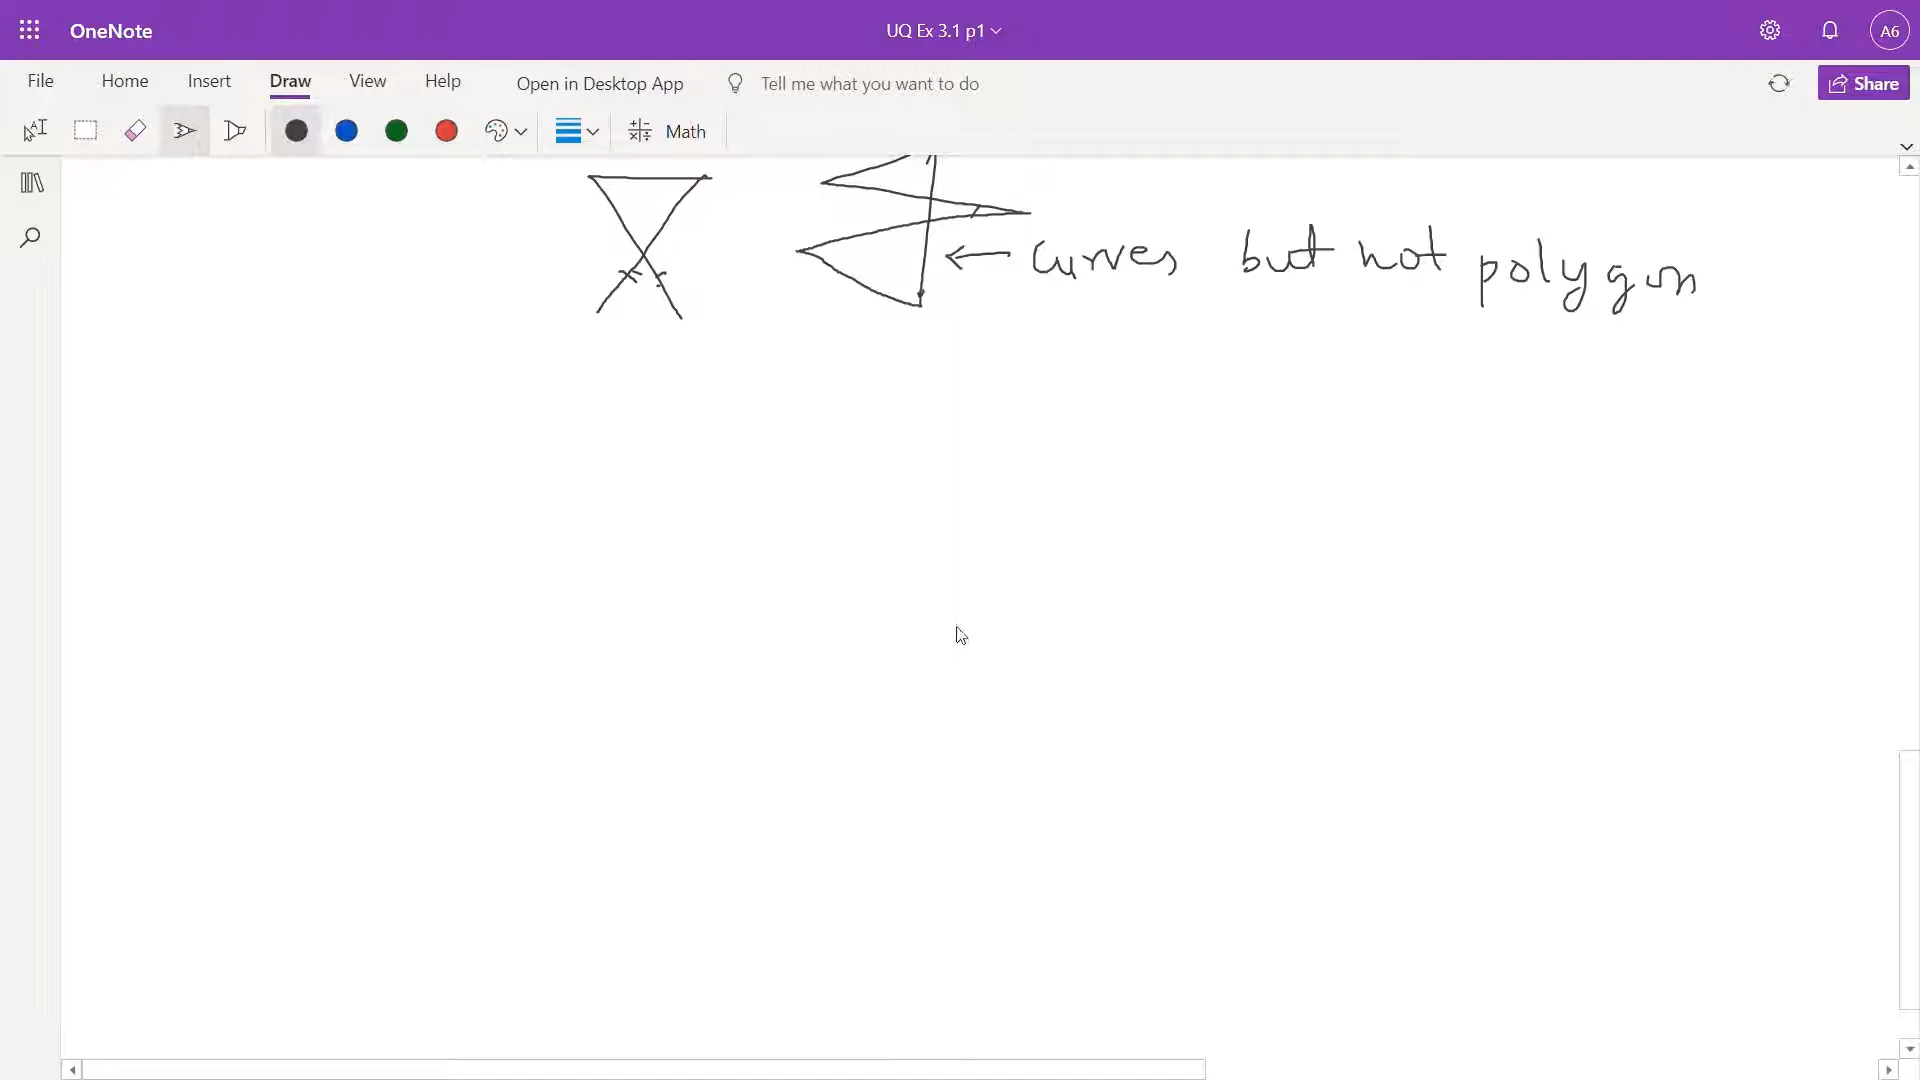 OneNote
UQ Ex 3.1 p1
A6
File Home Insert Draw View Help Open in Desktop App Tell me what you want to do
Share
Math
← curves but not polygon